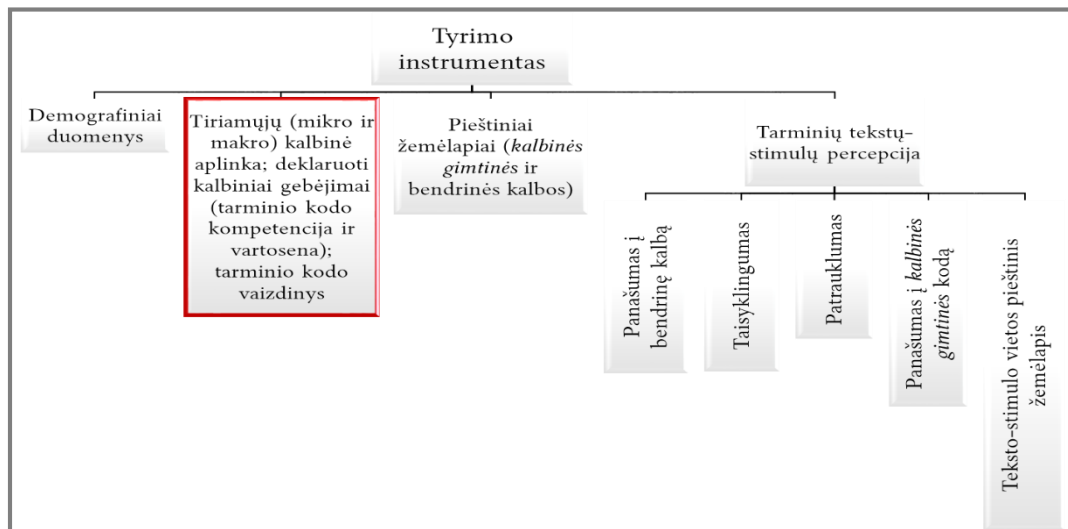 Tyrimo
instrumentas
Demografiniai
duomenys
Tiriamųjų (mikro ir
makro) kalbinė
aplinka; deklaruoti
kalbiniai gebėjimai
(tarminio kodo
kompetencija ir
vartosena);
tarminio kodo
vaizdinys
Pieštiniai
žemėlapiai (kalbinės
gimtinės ir
bendrinės kalbos)
Tarminių tekstų-
stimulų percepcija
Panašumas į
bendrinę kalbą
Taisyklingumas
Patrauklumas
Panašumas į kalbinės
gimtinės kodą
Teksto-stimulo vietos pieštinis
žemėlapis